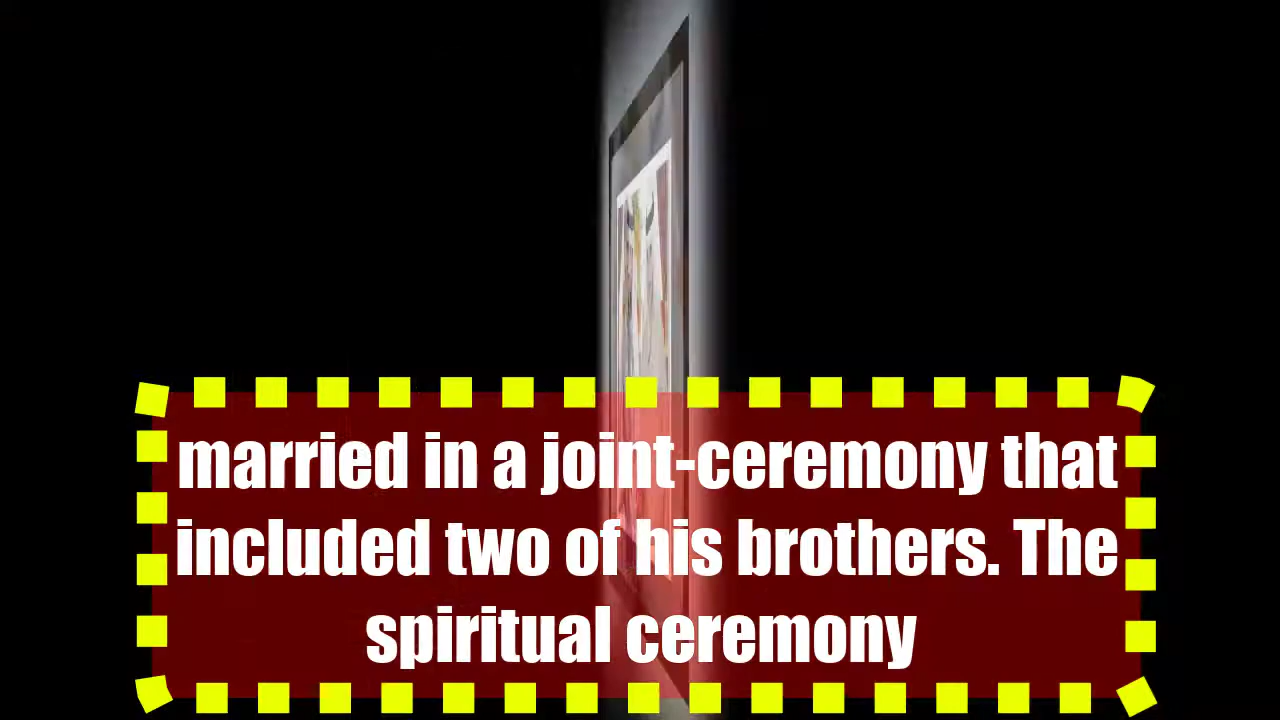 married in a joint-ceremony that
included two of his brothers. The
spiritual ceremony